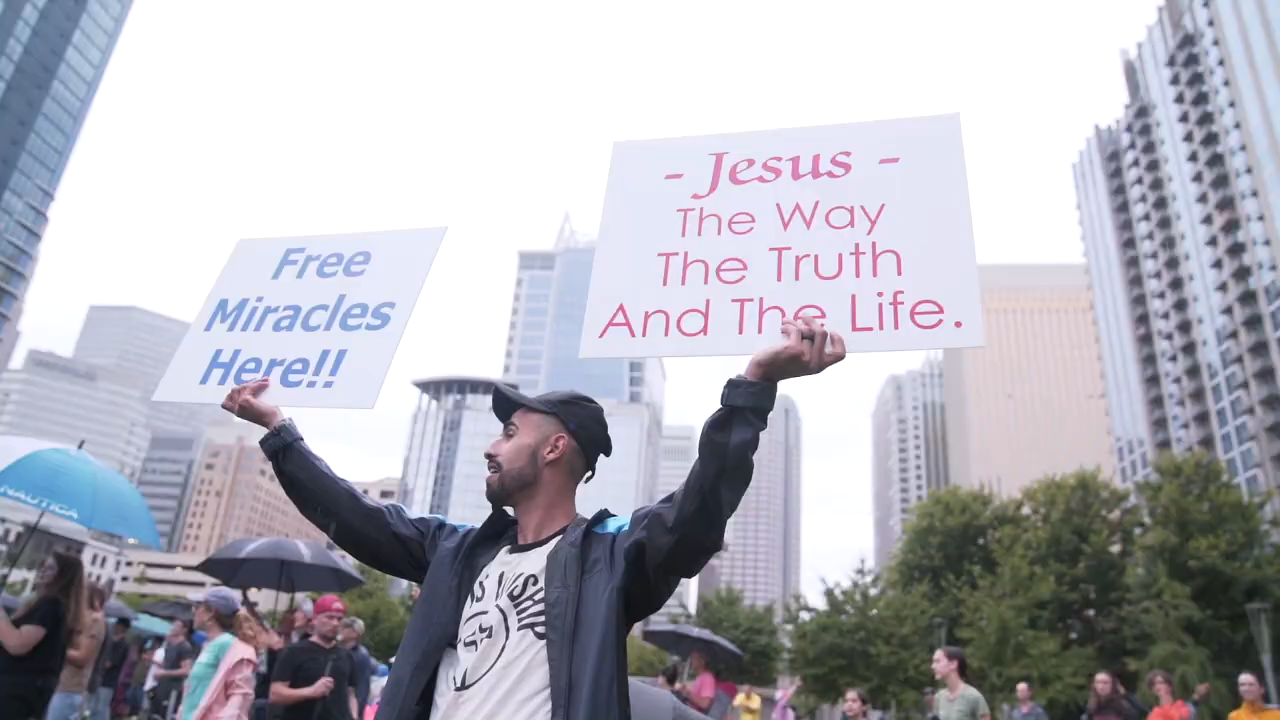 Free
Miracles
Here!!
- Jesus -
The Way
The Truth
And The Life.
NAUTICA